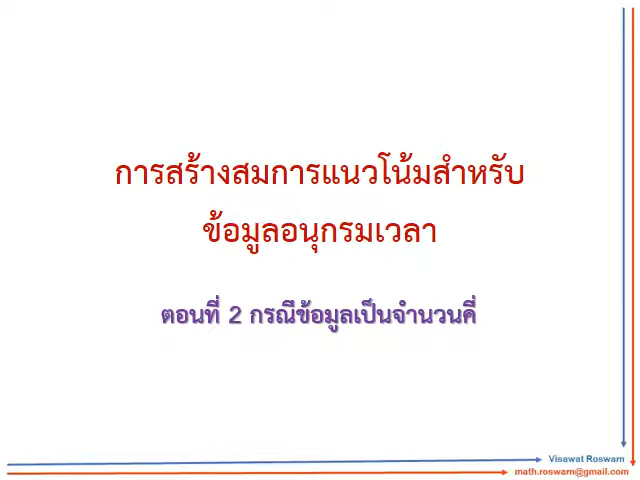 การสร้างสมการแนวโน้มสำหรับ
ข้อมูลอนุกรมเวลา
ตอนที่ 2 กรณีข้อมูลเป็นจำนวนคี่
Visawat Roswarn
math.roswarn@gmail.com